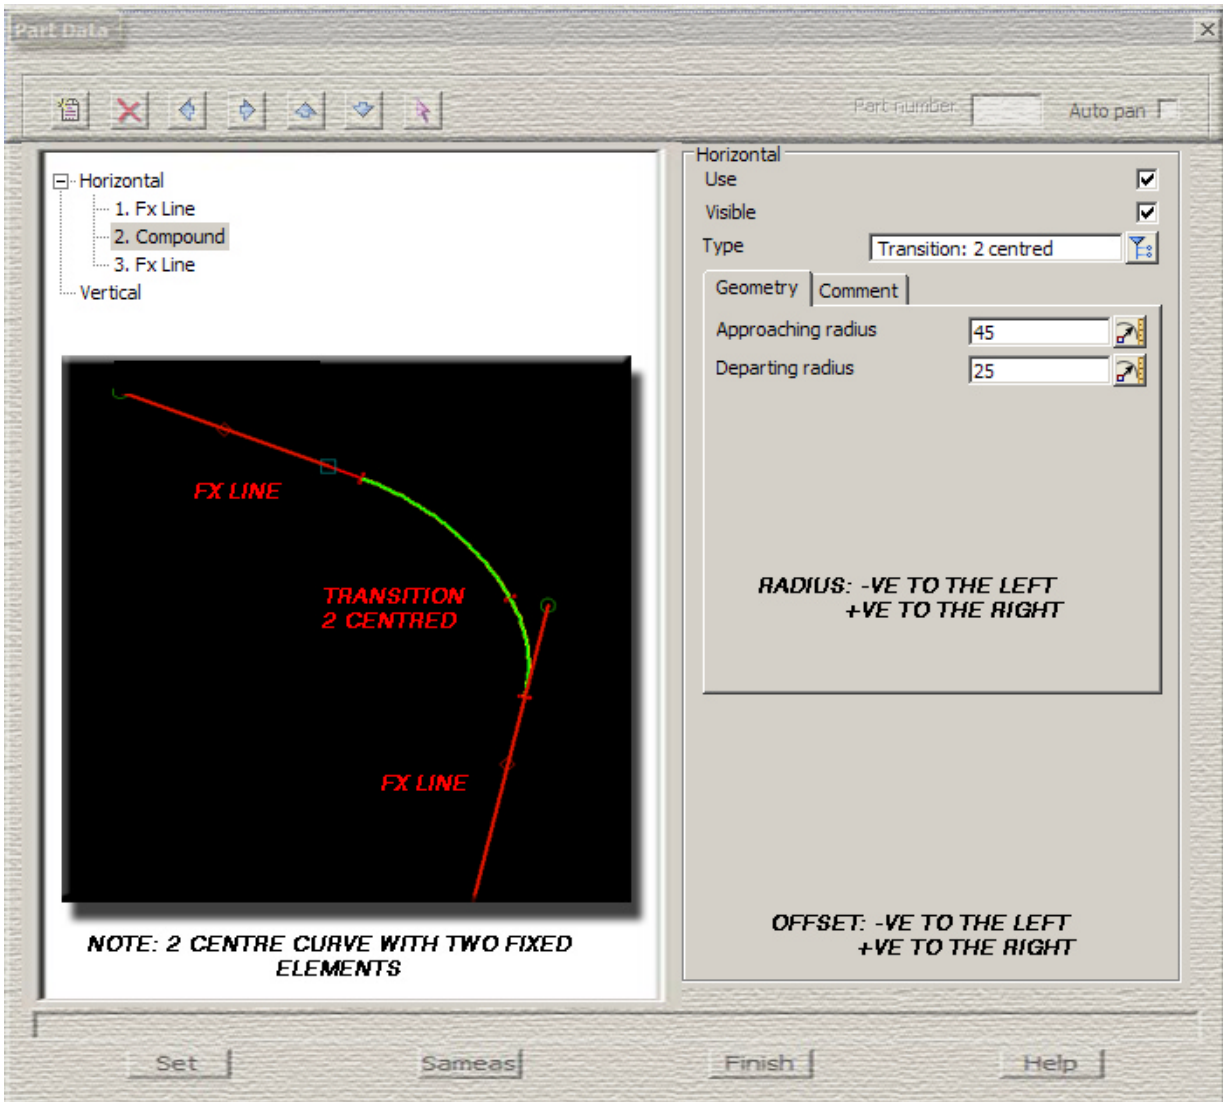 Part Data
Part number
Auto pan
Horizontal
1. Fx Line
2. Compound
3. Fx Line
Vertical
FX LINE
TRANSITION
2 CENTRED
FX LINE
NOTE: 2 CENTRE CURVE WITH TWO FIXED
ELEMENTS
Horizontal
Use
Visible
Type Transition: 2 centred
Geometry Comment
Approaching radius 45
Departing radius 25
RADIUS: -VE TO THE LEFT
+VE TO THE RIGHT
OFFSET: -VE TO THE LEFT
+VE TO THE RIGHT
Set Sameas Finish Help